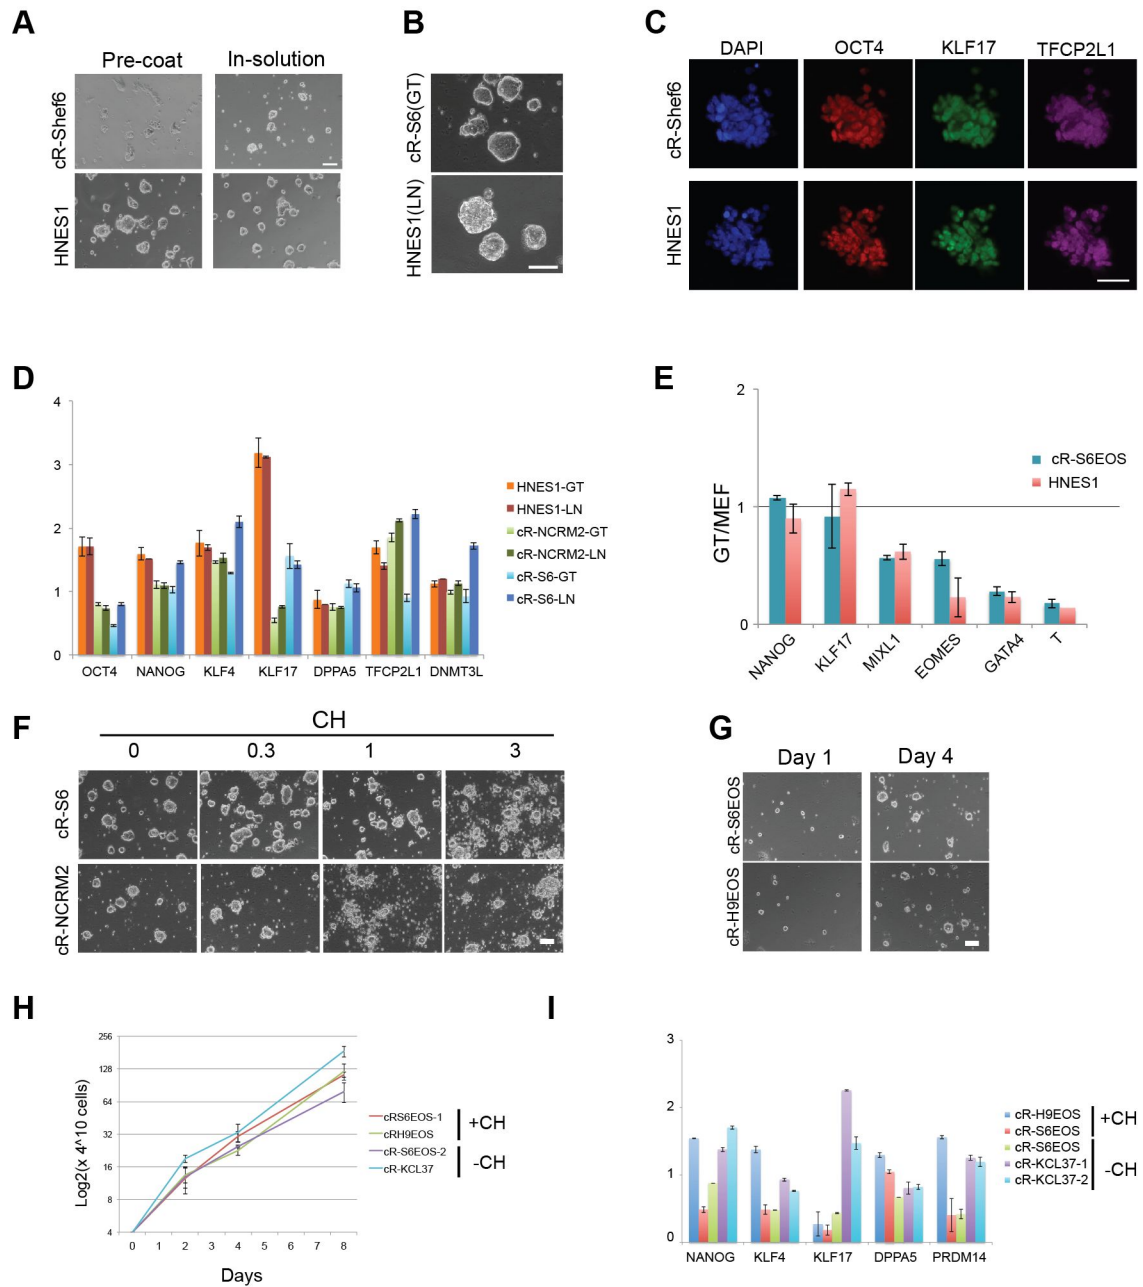 A
Pre-coat
In-solution
cR-Shef6
HNES1
B
cR-S6(GT)
HNES1(LN)
C
DAPI
OCT4
KLF17
TFCP2L1
cR-Shef6
HNES1
D
4
3
2
1
0
OCT4
NANOG
KLF4
KLF17
DPPA5
TFCP2L1
DNMT3L
HNES1-GT
HNES1-LN
cR-NCRM2-GT
cR-NCRM2-LN
cR-S6-GT
cR-S6-LN
E
GT/MEF
2
1
0
NANOG
KLF17
MIXL1
EOMES
GATA4
T
cR-S6EOS
HNES1
F
CH
0
0.3
1
3
cR-S6
cR-NCRM2
G
Day 1
Day 4
cR-S6EOS
cR-H9EOS
H
Log2(x 4^10 cells)
256
128
64
32
16
8
4
0 1 2 3 4 5 6 7 8
Days
cRS6EOS-1
cRH9EOS
cR-S6EOS-2
cR-KCL37
+CH
-CH
I
3
2
1
0
NANOG
KLF4
KLF17
DPPA5
PRDM14
cR-H9EOS
cR-S6EOS
cR-S6EOS
cR-KCL37-1
cR-KCL37-2
+CH
-CH